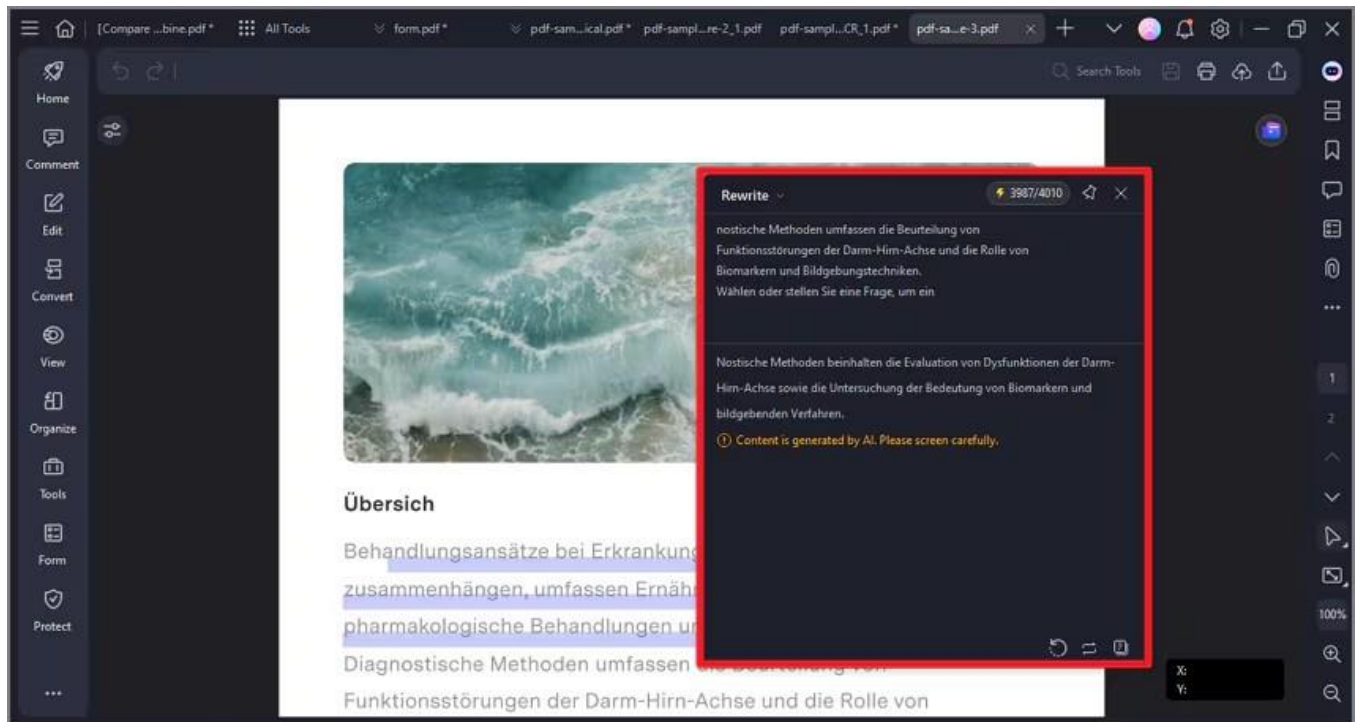 [Compare ...bine.pdf *
All Tools
form.pdf *
pdf-sam...ical.pdf *
pdf-sampl...re-2_1.pdf
pdf-sampl...CR_1.pdf *
pdf-sa...e-3.pdf
Search Tools
Home
Comment
Edit
Convert
View
Organize
Tools
Form
Protect
Rewrite
3987/4010
nostische Methoden umfassen die Beurteilung von
Funktionsstörungen der Darm-Hirn-Achse und die Rolle von
Biomarkern und Bildgebungstechniken.
Wählen oder stellen Sie eine Frage, um ein
Nostische Methoden beinhalten die Evaluation von Dysfunktionen der Darm-
Hirn-Achse sowie die Untersuchung der Bedeutung von Biomarkern und
bildgebenden Verfahren.
Content is generated by AI. Please screen carefully.
Übersich
Behandlungsansätze bei Erkrankung
zusammenhängen, umfassen Ernäh
pharmakologische Behandlungen u
Diagnostische Methoden umfassen die Beurteilung von
Funktionsstörungen der Darm-Hirn-Achse und die Rolle von
1
2
100%
X:
Y: